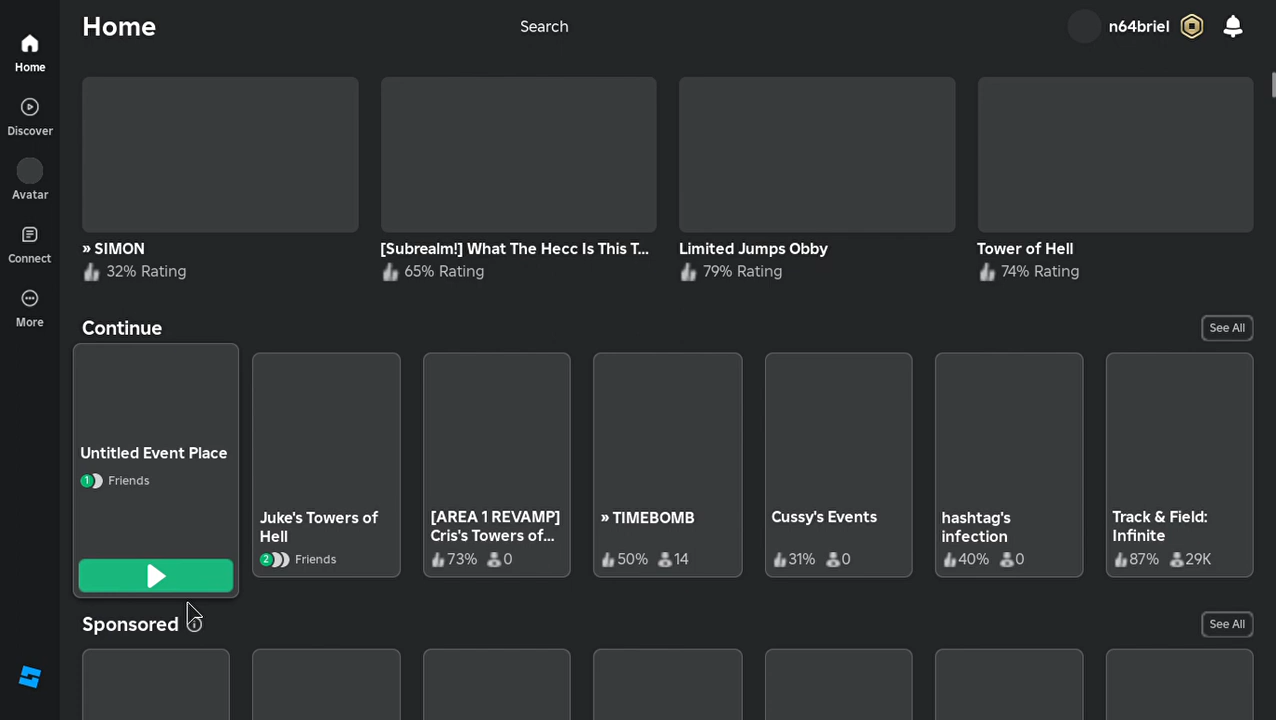 Home
Search
n64briel
Home
Discover
Avatar
Connect
More
» SIMON
32% Rating
[Subrealm!] What The Hecc Is This T...
65% Rating
Limited Jumps Obby
79% Rating
Tower of Hell
74% Rating
Continue
See All
Untitled Event Place
1 Friends
Juke's Towers of
Hell
2 Friends
[AREA 1 REVAMP]
Cris's Towers of...
73% 0
» TIMEBOMB
50% 14
Cussy's Events
31% 0
hashtag's
infection
40% 0
Track & Field:
Infinite
87% 29K
Sponsored
See All